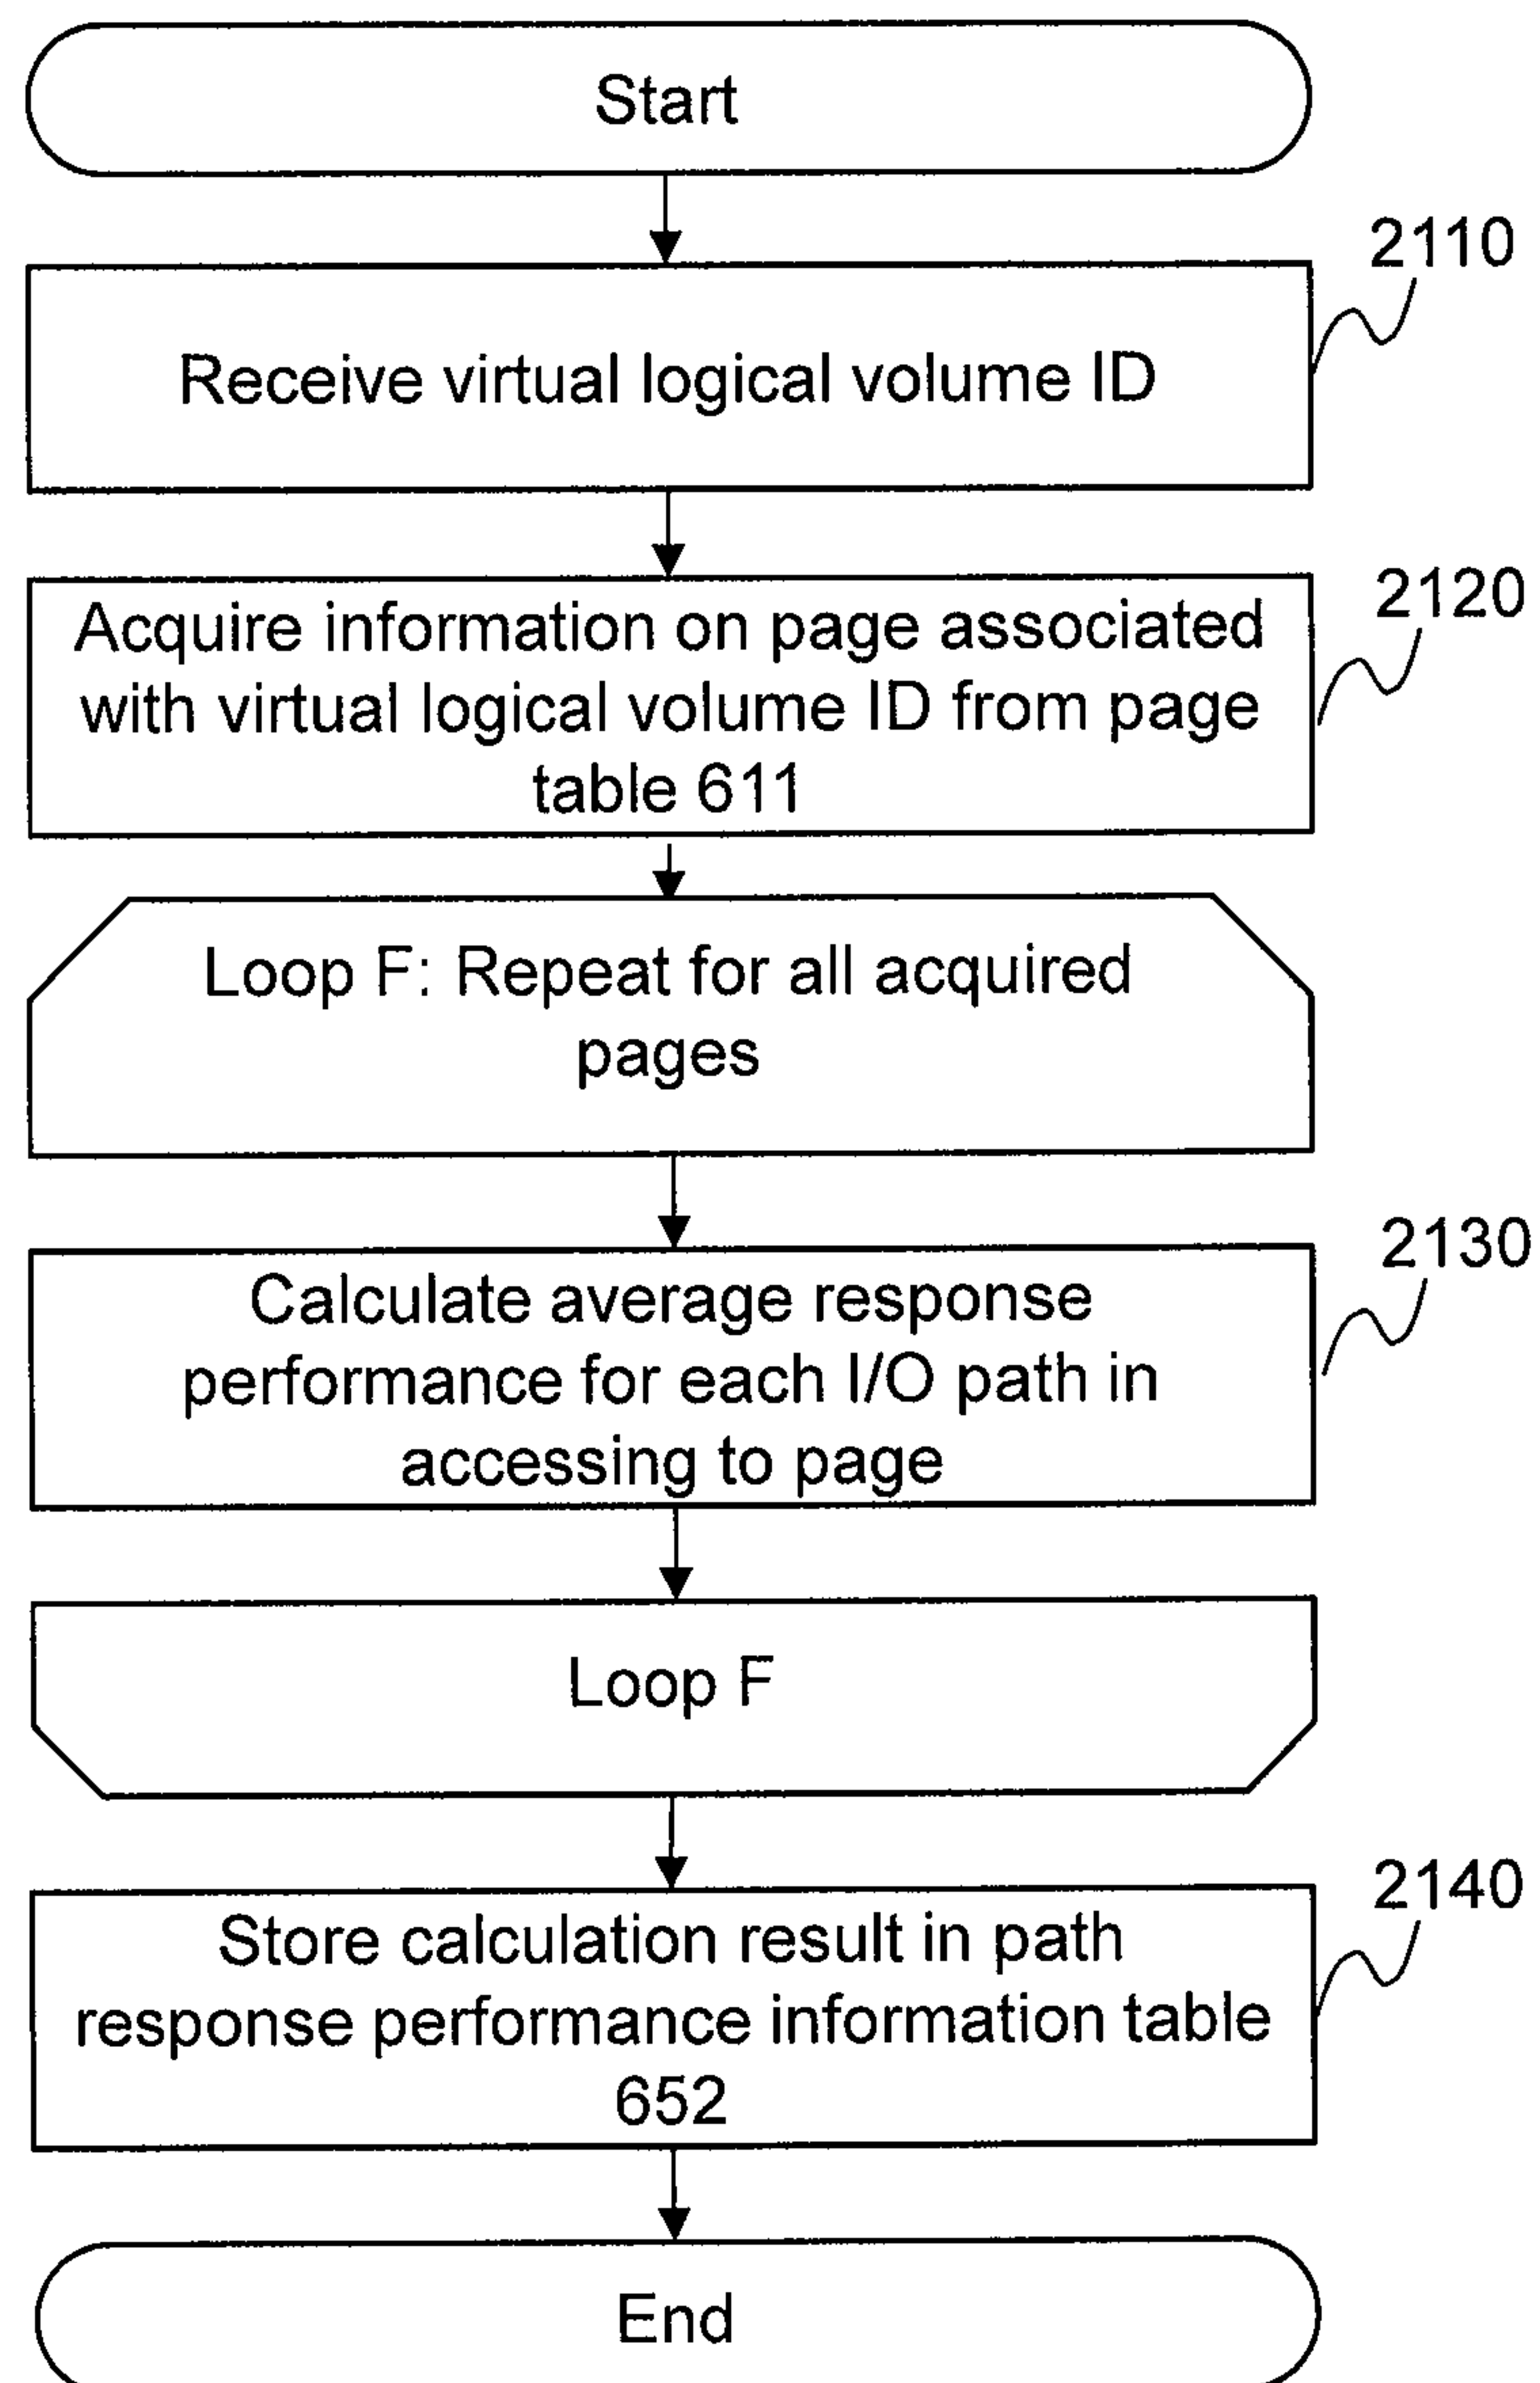 Start
2110
Receive virtual logical volume ID
2120
Acquire information on page associated
with virtual logical volume ID from page
table 611
Loop F: Repeat for all acquired
pages
2130
Calculate average response
performance for each I/O path in
accessing to page
Loop F
2140
Store calculation result in path
response performance information table
652
End